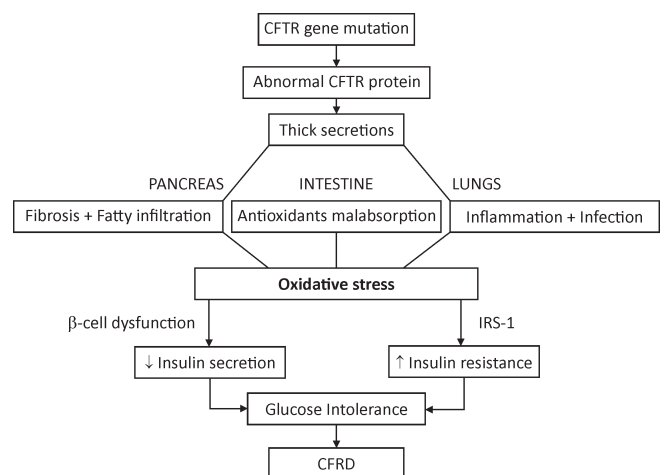 CFTR gene mutation
Abnormal CFTR protein
Thick secretions
PANCREAS
INTESTINE
LUNGS
Fibrosis + Fatty infiltration
Antioxidants malabsorption
Inflammation + Infection
Oxidative stress
β-cell dysfunction
IRS-1
↓ Insulin secretion
↑ Insulin resistance
Glucose Intolerance
CFRD